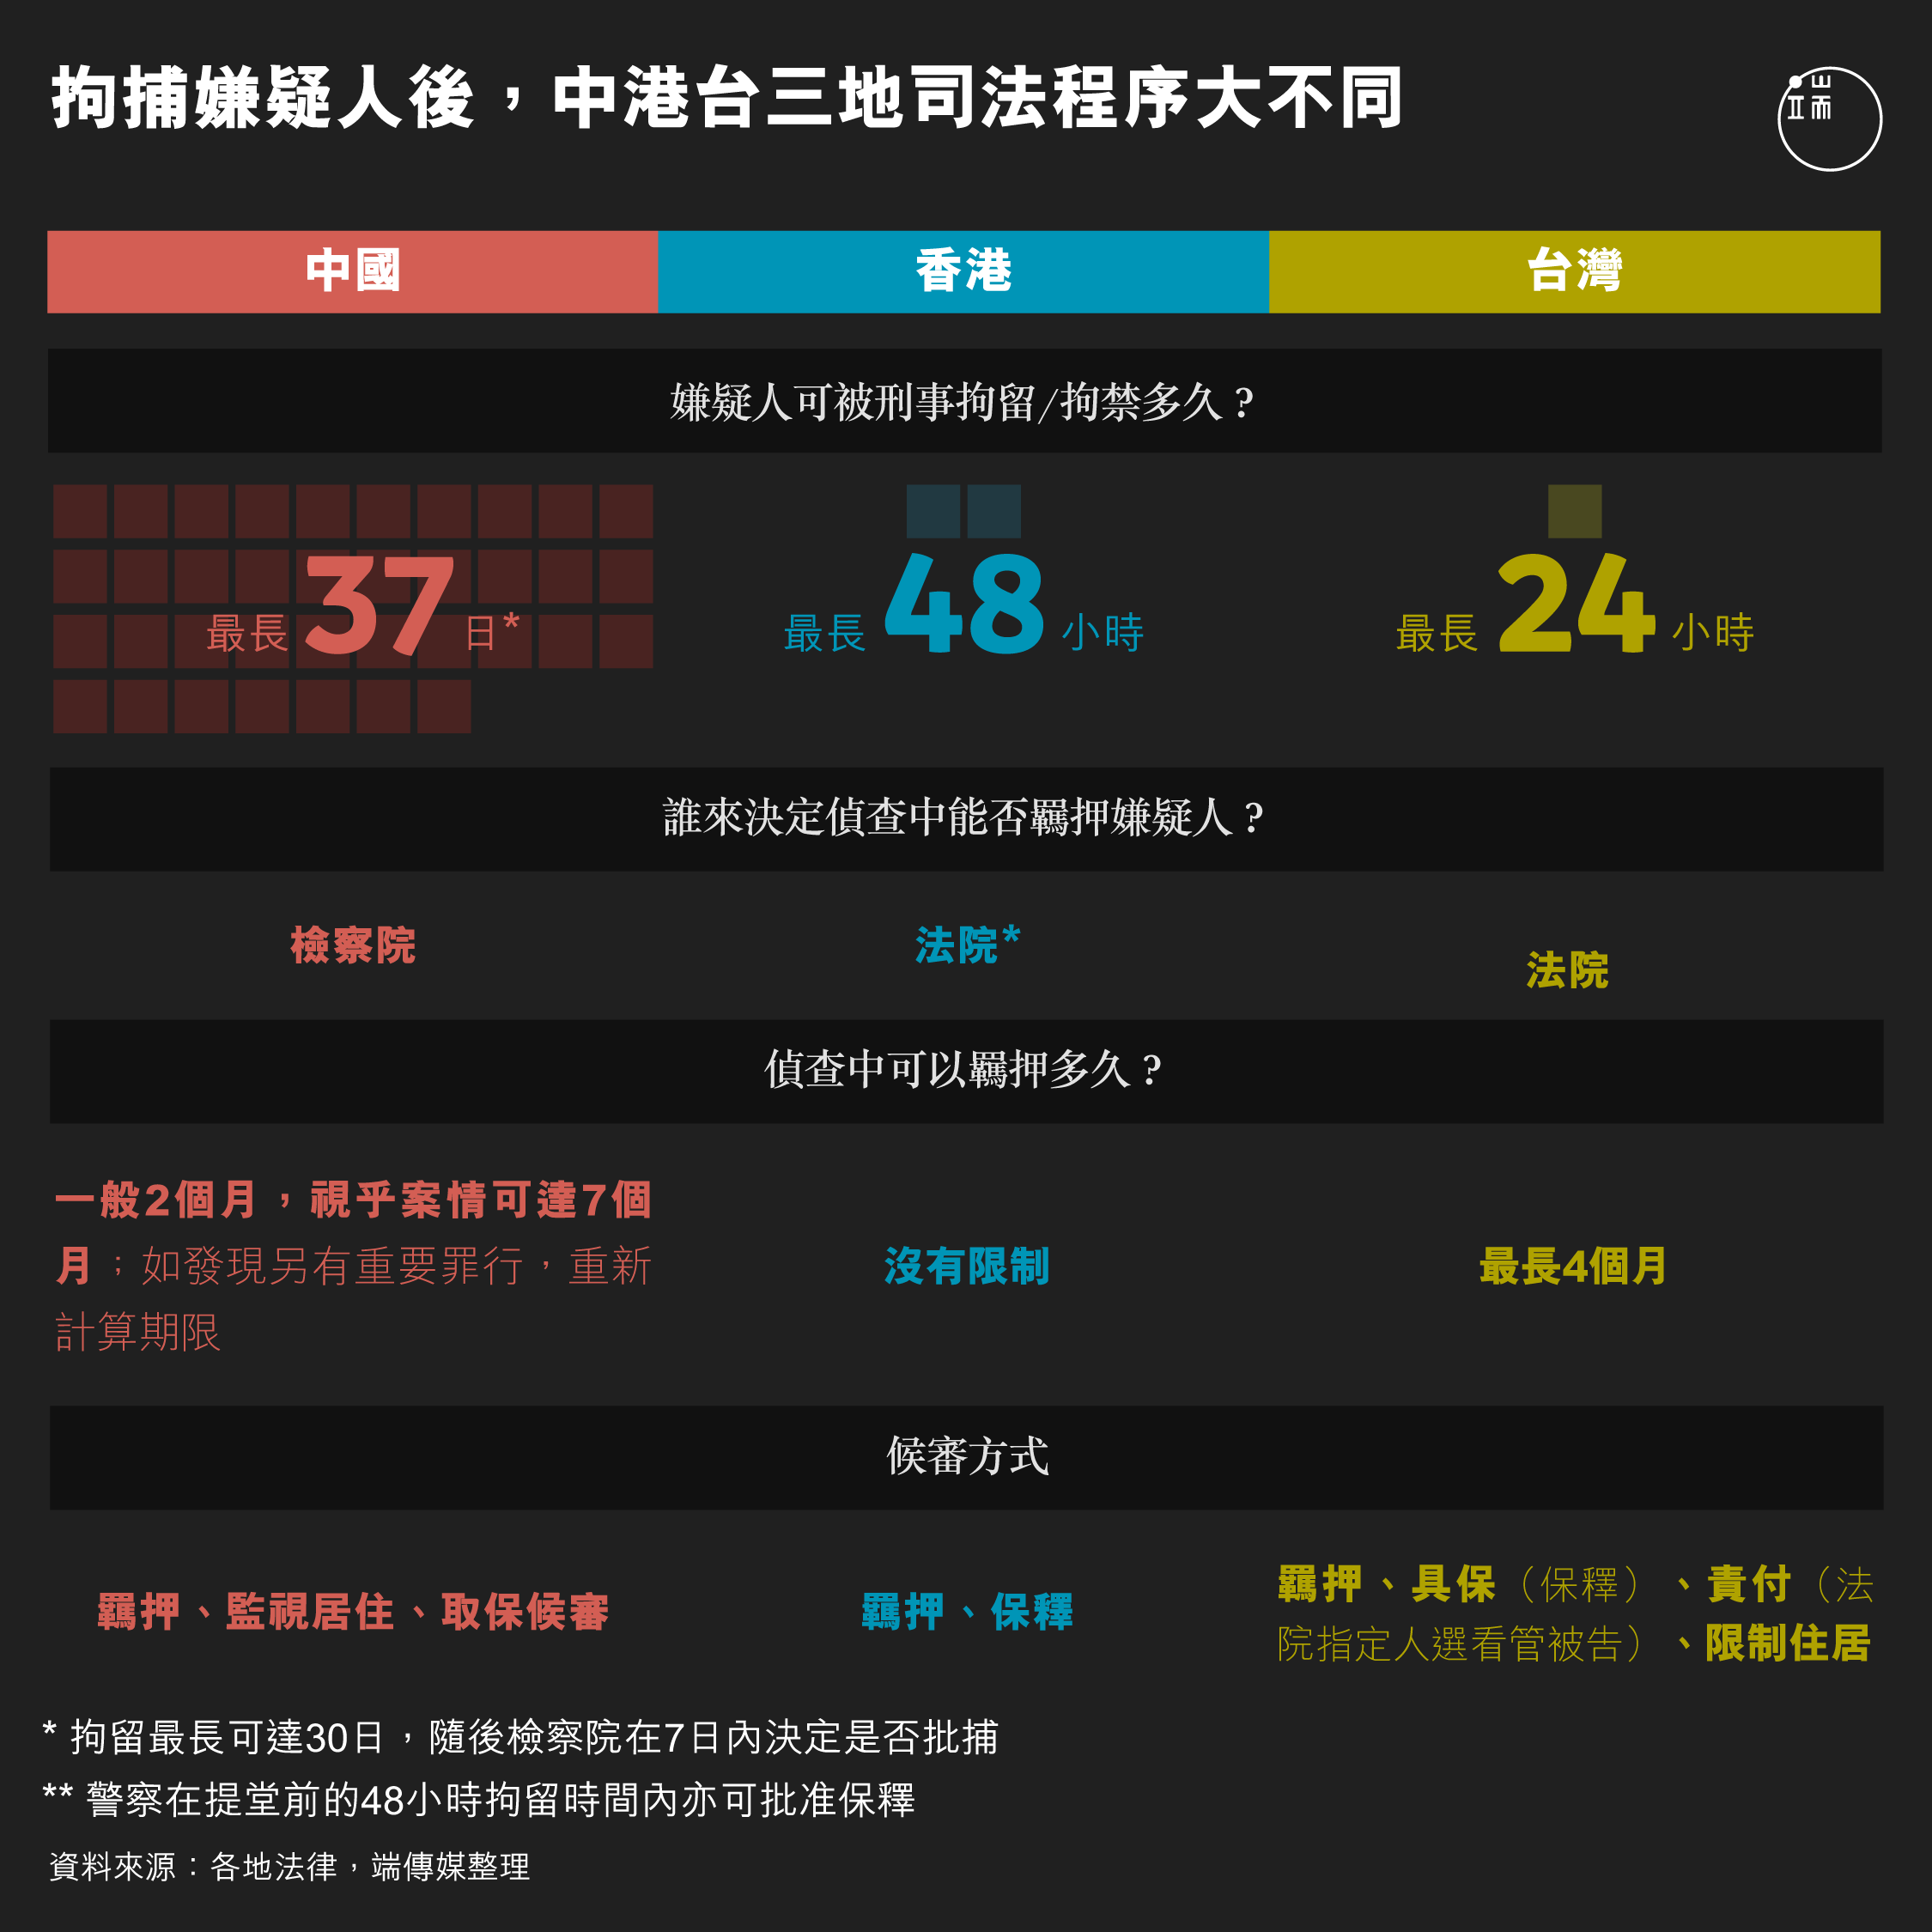 拘捕嫌疑人後，中港台三地司法程序大不同
端
中國 香港 台灣
嫌疑人可被刑事拘留/拘禁多久？
最長37日* 最長48小時 最長24小時
誰來決定偵查中能否羈押嫌疑人？
檢察院 法院* 法院
偵查中可以羈押多久？
一般2個月，視乎案情可達7個
月；如發現另有重要罪行，重新
計算期限
沒有限制
最長4個月
候審方式
羈押、監視居住、取保候審
羈押、保釋
羈押、具保（保釋）、責付（法
院指定人選看管被告）、限制住居
* 拘留最長可達30日，隨後檢察院在7日內決定是否批捕
** 警察在提堂前的48小時拘留時間內亦可批准保釋
資料來源：各地法律，端傳媒整理